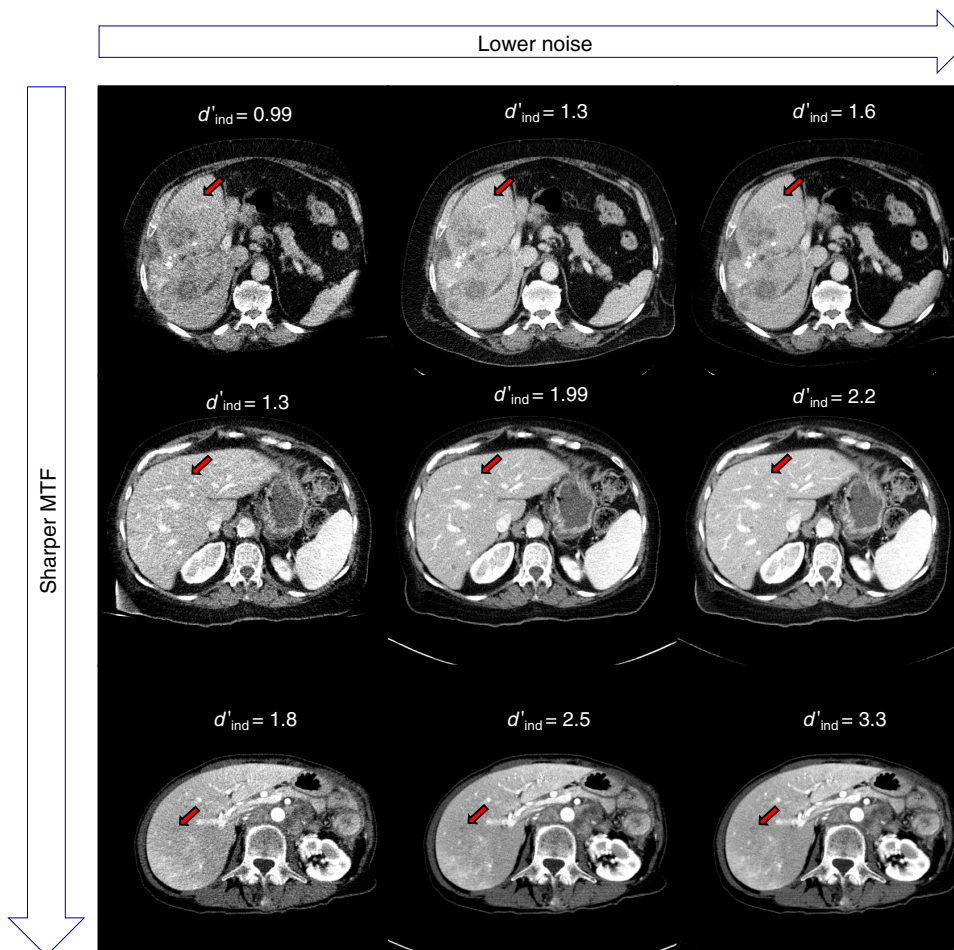 Lower noise
Sharper MTF
d'ind = 0.99
d'ind = 1.3
d'ind = 1.6
d'ind = 1.3
d'ind = 1.99
d'ind = 2.2
d'ind = 1.8
d'ind = 2.5
d'ind = 3.3